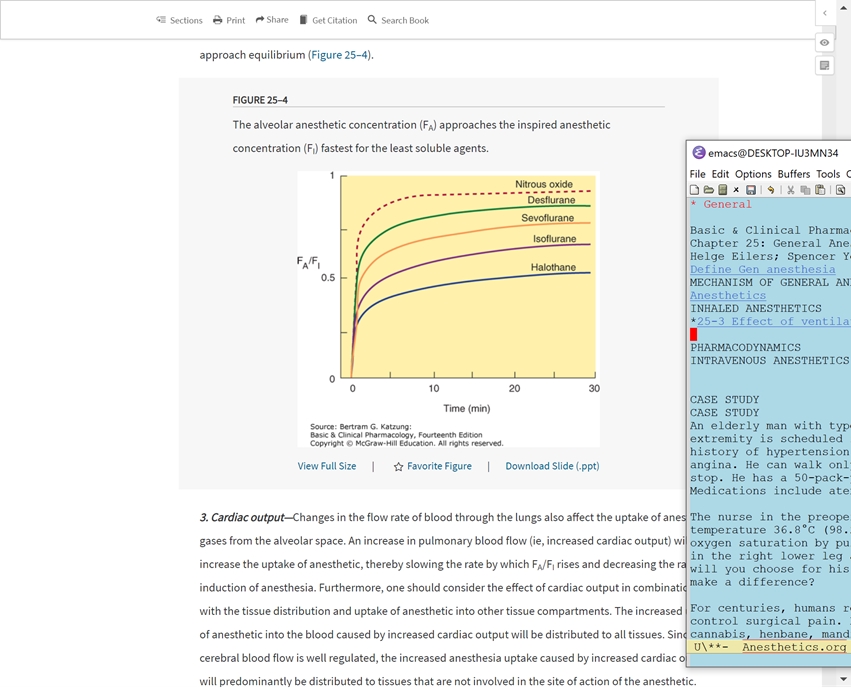 Sections Print Share Get Citation Search Book
approach equilibrium (Figure 25–4).
FIGURE 25–4
The alveolar anesthetic concentration (FA) approaches the inspired anesthetic
concentration (FI) fastest for the least soluble agents.
1
Nitrous oxide
Desflurane
Sevoflurane
Isoflurane
FA/FI
Halothane
0.5
0
0 10 20 30
Time (min)
Source: Bertram G. Katzung:
Basic & Clinical Pharmacology, Fourteenth Edition
Copyright © McGraw-Hill Education. All rights reserved.
View Full Size | Favorite Figure | Download Slide (.ppt)
3. Cardiac output—Changes in the flow rate of blood through the lungs also affect the uptake of anes
gases from the alveolar space. An increase in pulmonary blood flow (ie, increased cardiac output) wi
increase the uptake of anesthetic, thereby slowing the rate by which FA/FI rises and decreasing the ra
induction of anesthesia. Furthermore, one should consider the effect of cardiac output in combinatio
with the tissue distribution and uptake of anesthetic into other tissue compartments. The increased
of anesthetic into the blood caused by increased cardiac output will be distributed to all tissues. Sinc
cerebral blood flow is well regulated, the increased anesthesia uptake caused by increased cardiac o
will predominantly be distributed to tissues that are not involved in the site of action of the anesthetic.
emacs@DESKTOP-IU3MN34
File Edit Options Buffers Tools
* General
Basic & Clinical Pharmac
Chapter 25: General Ane
Helge Eilers; Spencer Y
Define Gen anesthesia
MECHANISM OF GENERAL AN
Anesthetics
INHALED ANESTHETICS
*25-3 Effect of ventila
PHARMACODYNAMICS
INTRAVENOUS ANESTHETICS
CASE STUDY
CASE STUDY
An elderly man with type
extremity is scheduled
history of hypertension
angina. He can walk onl
stop. He has a 50-pack-
Medications include ate
The nurse in the preope
temperature 36.8°C (98.
oxygen saturation by pu
in the right lower leg
will you choose for his
make a difference?
For centuries, humans r
control surgical pain.
cannabis, henbane, mand
U\**- Anesthetics.org